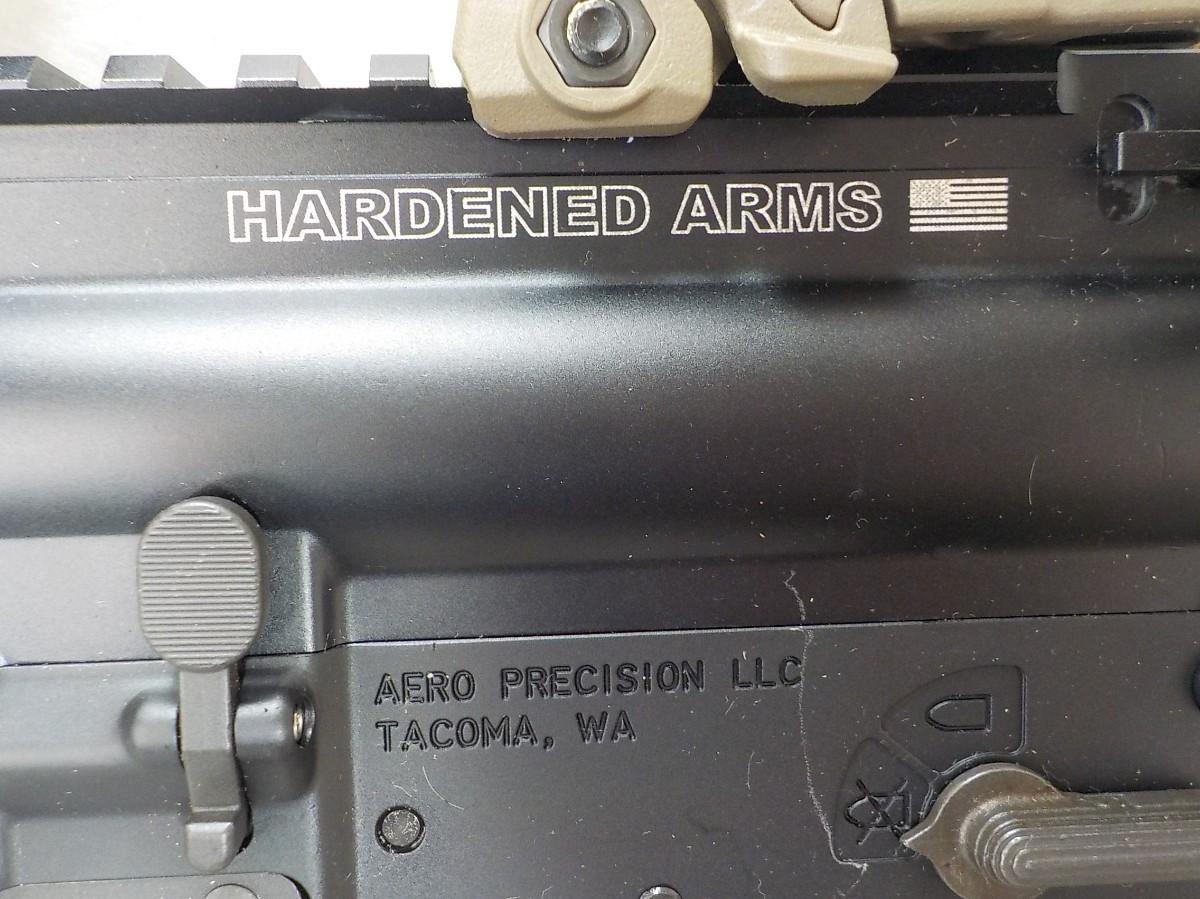 HARDENED ARMS
AERO PRECISION LLC
TACOMA, WA